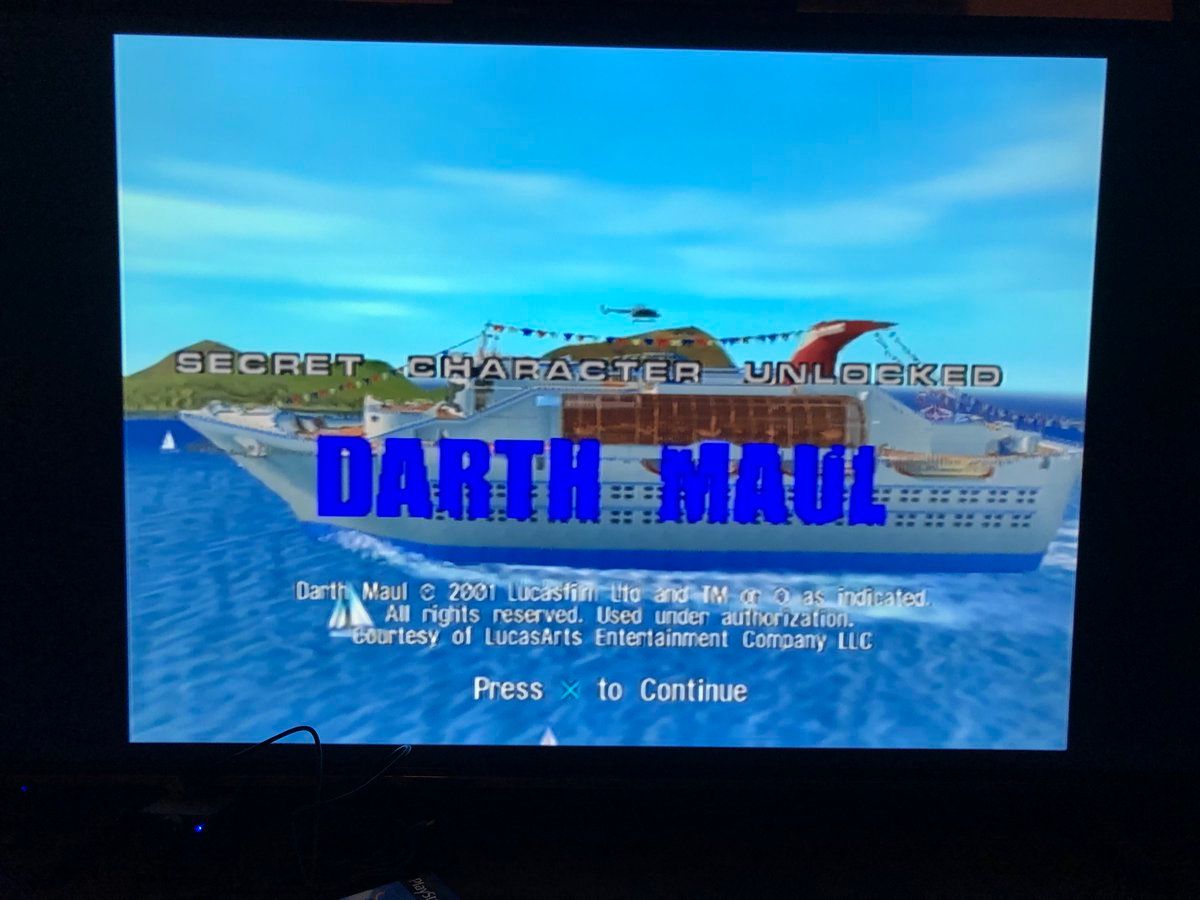 SECRET CHARACTER UNLOCKED
DARTH MAUL
Darth Maul © 2001 Lucasfilm Ltd and TM or ® as indicated.
All rights reserved. Used under authorization.
Courtesy of LucasArts Entertainment Company LLC
Press × to Continue